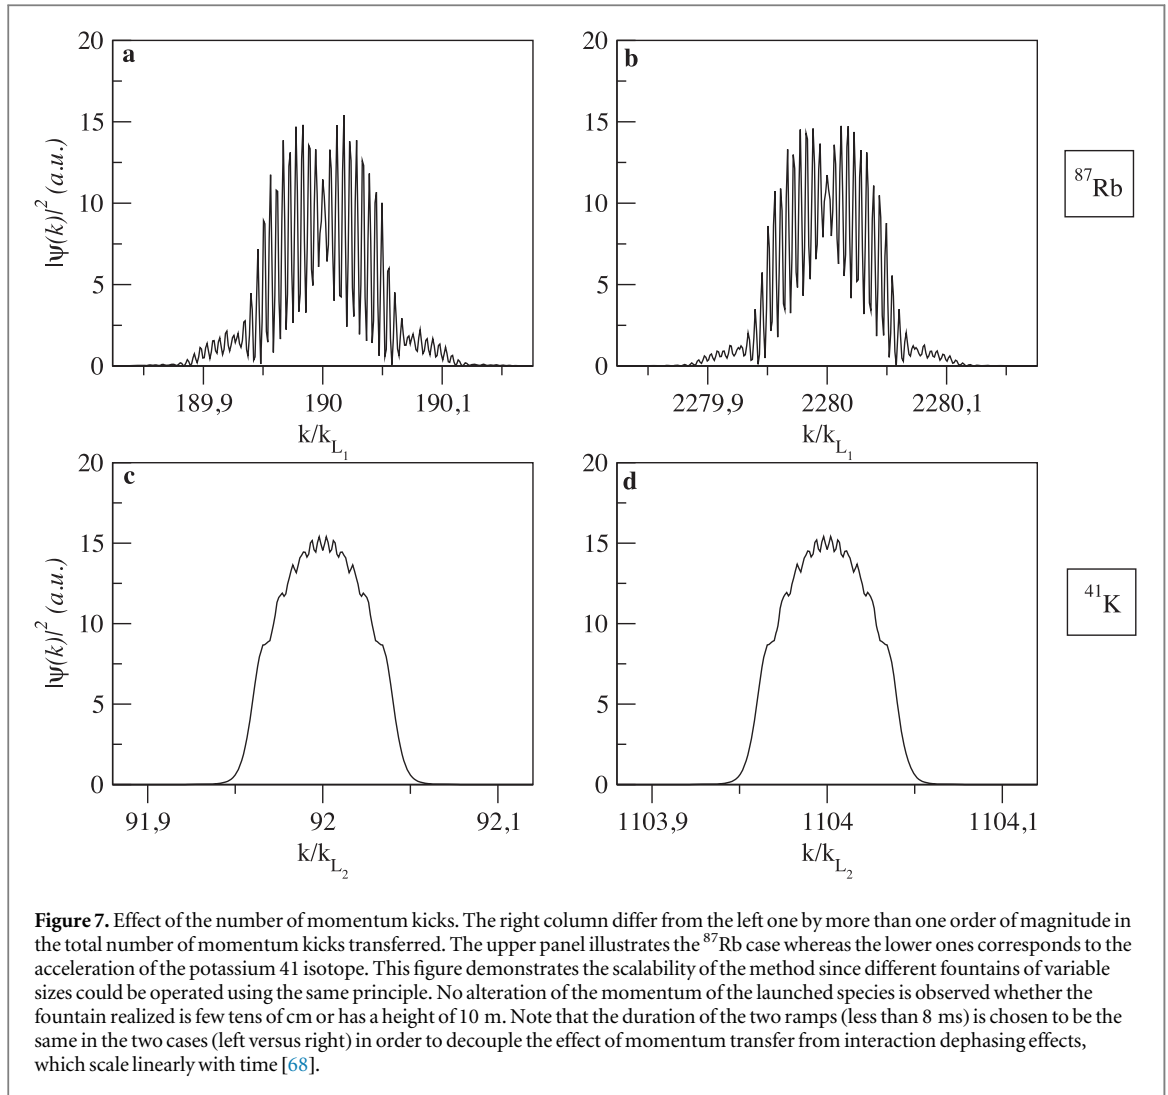 a
20
15
10
5
0
|ψ(k)|² (a.u.)
189,9 190 190,1
k/k_L₁
b
20
15
10
5
0
2279,9 2280 2280,1
k/k_L₁
⁸⁷Rb
c
20
15
10
5
0
|ψ(k)|² (a.u.)
91,9 92 92,1
k/k_L₂
d
20
15
10
5
0
1103,9 1104 1104,1
k/k_L₂
⁴¹K
Figure 7. Effect of the number of momentum kicks. The right column differ from the left one by more than one order of magnitude in
the total number of momentum kicks transferred. The upper panel illustrates the ⁸⁷Rb case whereas the lower ones corresponds to the
acceleration of the potassium 41 isotope. This figure demonstrates the scalability of the method since different fountains of variable
sizes could be operated using the same principle. No alteration of the momentum of the launched species is observed whether the
fountain realized is few tens of cm or has a height of 10 m. Note that the duration of the two ramps (less than 8 ms) is chosen to be the
same in the two cases (left versus right) in order to decouple the effect of momentum transfer from interaction dephasing effects,
which scale linearly with time [68].